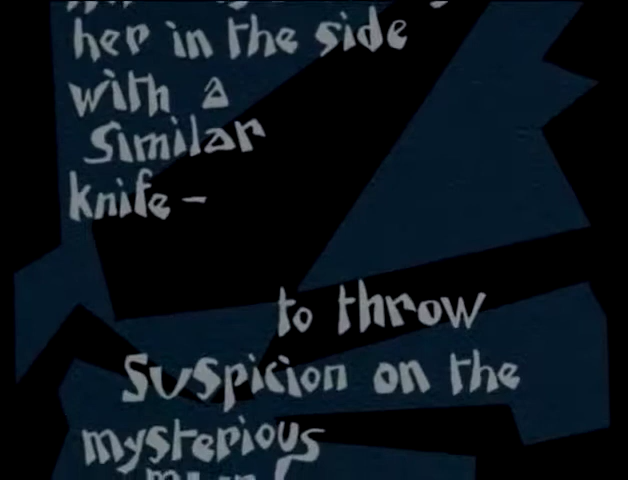 her in the side
with a
similar
knife -
to throw
suspicion on the
mysterious